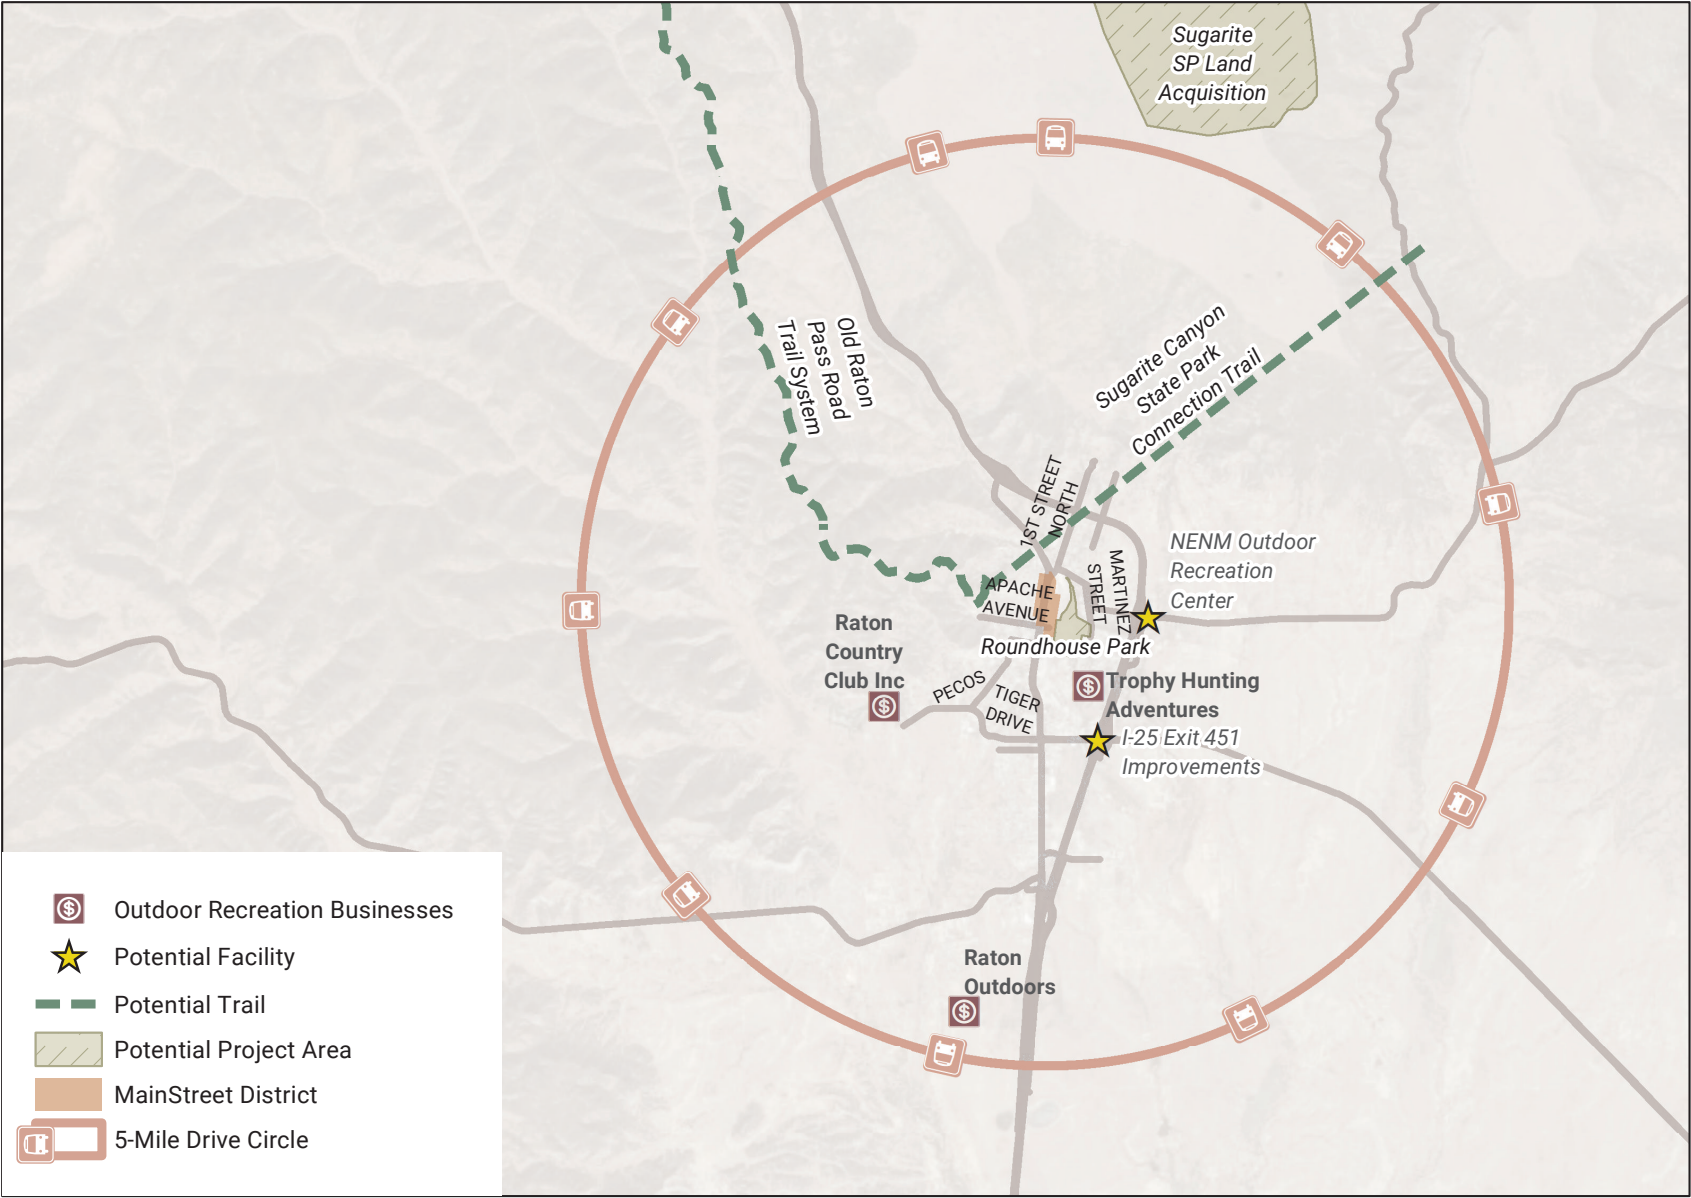 Sugarite
SP Land
Acquisition
Old Raton
Pass Road
Trail System
Sugarite Canyon
State Park
Connection Trail
1ST STREET
NORTH
MARTINEZ
STREET
NENM Outdoor
Recreation
Center
APACHE
AVENUE
Roundhouse Park
Raton
Country
Club Inc
PECOS
TIGER
DRIVE
Trophy Hunting
Adventures
I-25 Exit 451
Improvements
Raton
Outdoors
Outdoor Recreation Businesses
Potential Facility
Potential Trail
Potential Project Area
MainStreet District
5-Mile Drive Circle